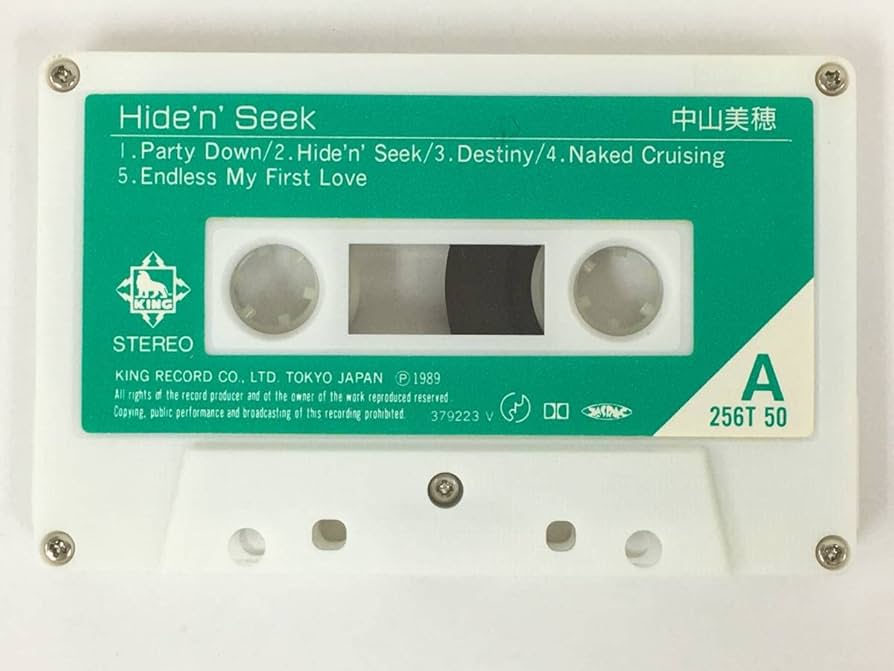 Hide'n' Seek 中山美穂
1.Party Down/2.Hide'n' Seek/3.Destiny/4.Naked Cruising
5.Endless My First Love
KING
STEREO
KING RECORD CO., LTD. TOKYO JAPAN Ⓟ1989
All rights of the record producer and of the owner of the work reproduced reserved.
Copying, public performance and broadcasting of this recording prohibited.
379223 V
JASRAC
A
256T 50